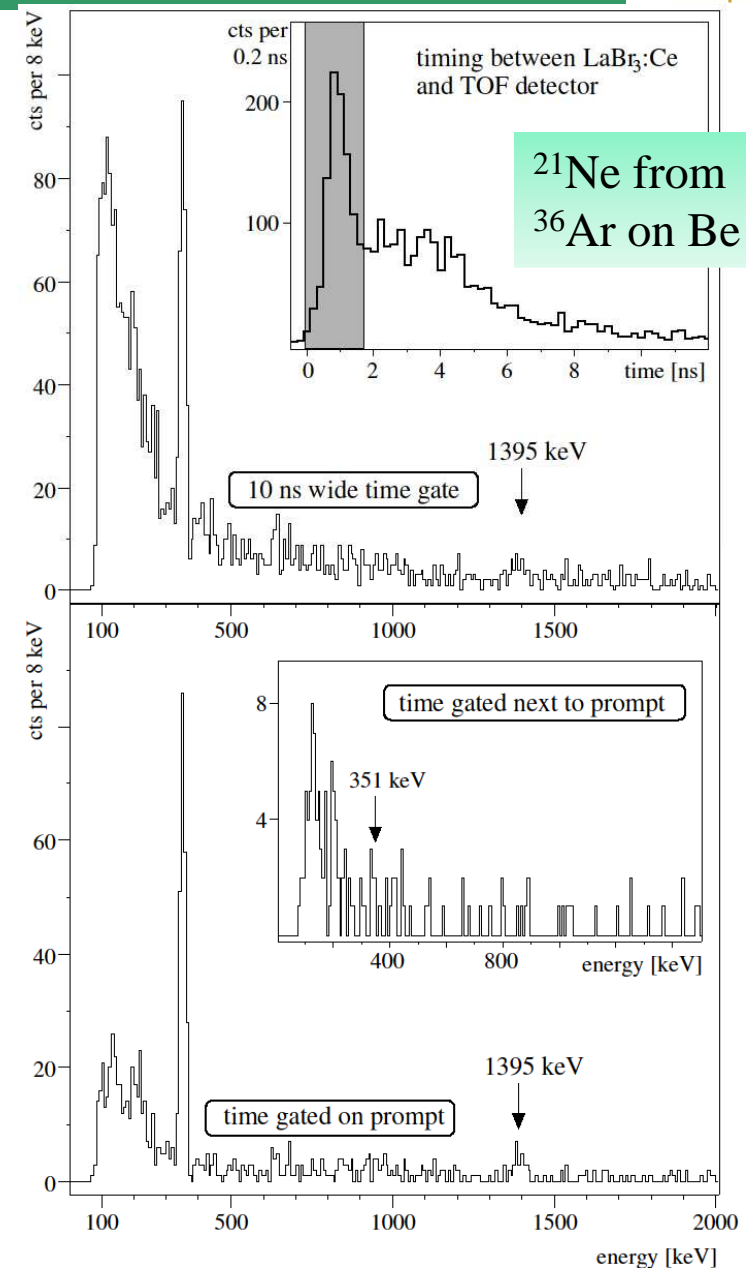 cts per 8 keV
80
60
40
20
0
cts per
0.2 ns
200
100
timing between LaBr₃:Ce
and TOF detector
²¹Ne from
³⁶Ar on Be
0 2 4 6 8 time [ns]
1395 keV
10 ns wide time gate
100 500 1000 1500
cts per 8 keV
60
40
20
0
8
4
time gated next to prompt
351 keV
400 800 energy [keV]
1395 keV
time gated on prompt
100 500 1000 1500 2000
energy [keV]